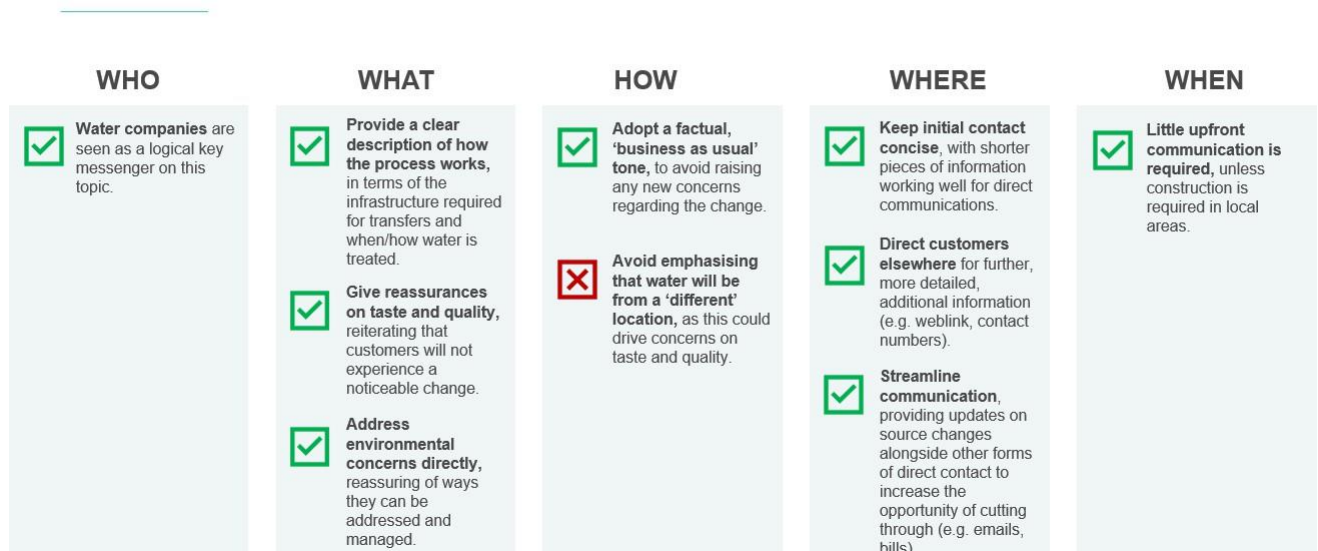 WHO
Water companies are
seen as a logical key
messenger on this
topic.
WHAT
Provide a clear
description of how
the process works,
in terms of the
infrastructure required
for transfers and
when/how water is
treated.
Give reassurances
on taste and quality,
reiterating that
customers will not
experience a
noticeable change.
Address
environmental
concerns directly,
reassuring of ways
they can be
addressed and
managed.
HOW
Adopt a factual,
‘business as usual’
tone, to avoid raising
any new concerns
regarding the change.
Avoid emphasising
that water will be
from a ‘different’
location, as this could
drive concerns on
taste and quality.
WHERE
Keep initial contact
concise, with shorter
pieces of information
working well for direct
communications.
Direct customers
elsewhere for further,
more detailed,
additional information
(e.g. weblink, contact
numbers).
Streamline
communication,
providing updates on
source changes
alongside other forms
of direct contact to
increase the
opportunity of cutting
through (e.g. emails,
bills)
WHEN
Little upfront
communication is
required, unless
construction is
required in local
areas.